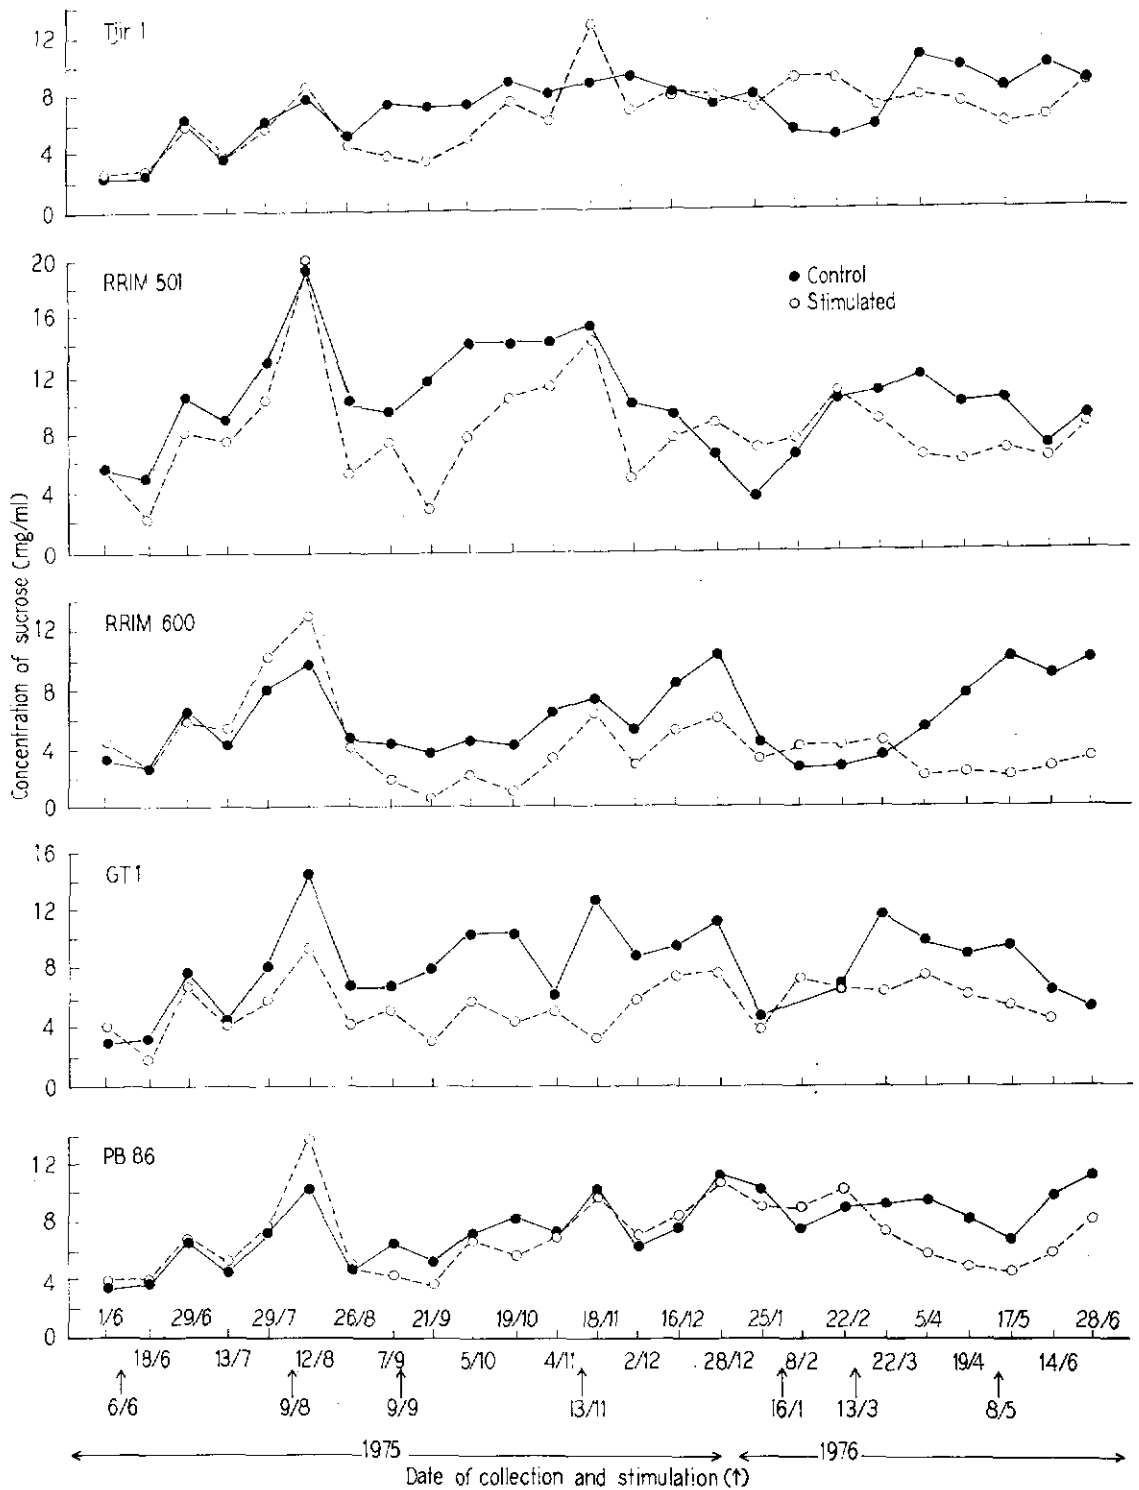 Tjir 1
12
8
4
0
RRIM 501
● Control
○ Stimulated
20
16
12
8
4
0
RRIM 600
12
8
4
0
GT 1
16
12
8
4
0
PB 86
12
8
4
0
Concentration of sucrose (mg/ml)
1/6 29/6 29/7 26/8 21/9 19/10 18/11 16/12 25/1 22/2 5/4 17/5 28/6
18/6 13/7 12/8 7/9 5/10 4/11 2/12 28/12 8/2 22/3 19/4 14/6
6/6 9/8 9/9 13/11 16/1 13/3 8/5
1975 1976
Date of collection and stimulation (↑)